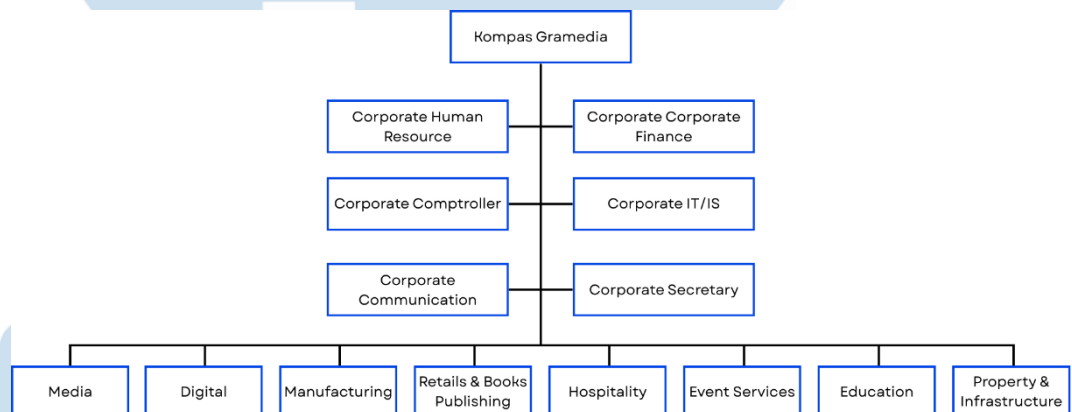 Kompas Gramedia
Corporate Human
Resource
Corporate Corporate
Finance
Corporate Comptroller
Corporate IT/IS
Corporate
Communication
Corporate Secretary
Media
Digital
Manufacturing
Retails & Books
Publishing
Hospitality
Event Services
Education
Property &
Infrastructure